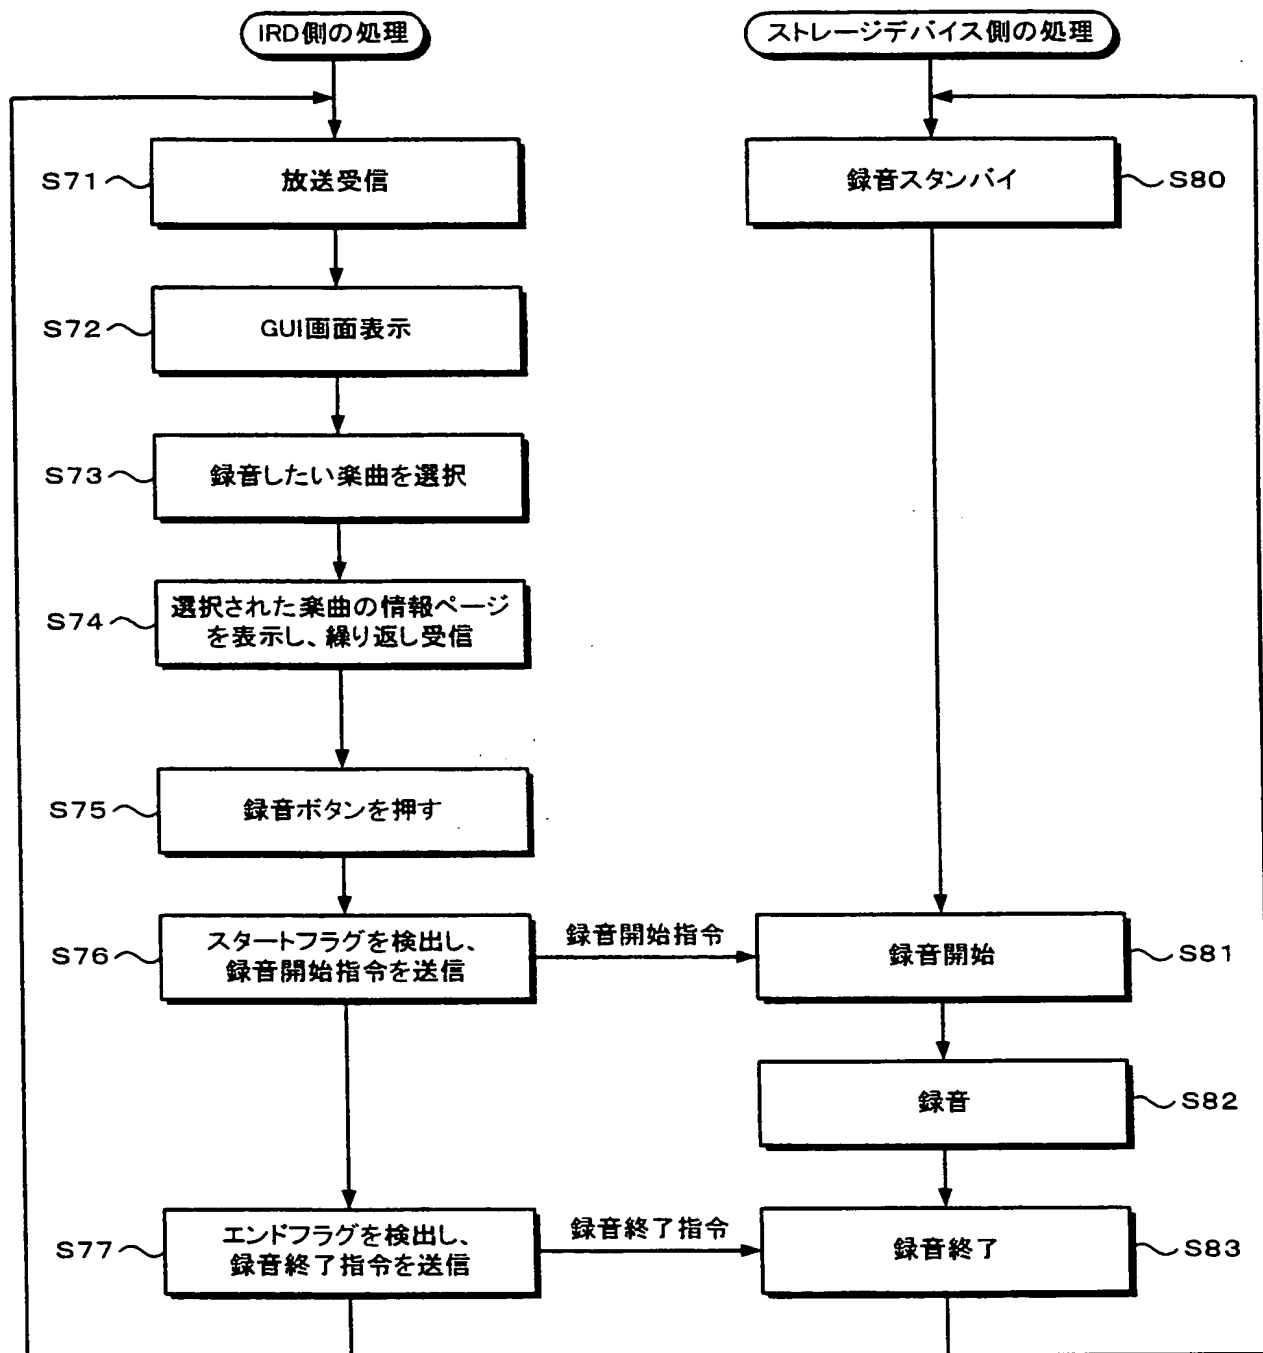 IRD側の処理
ストレージデバイス側の処理
S71
放送受信
録音スタンバイ
S80
S72
GUI画面表示
S73
録音したい楽曲を選択
S74
選択された楽曲の情報ページ
を表示し、繰り返し受信
S75
録音ボタンを押す
S76
スタートフラグを検出し、
録音開始指令を送信
録音開始指令
録音開始
S81
録音
S82
S77
エンドフラグを検出し、
録音終了指令を送信
録音終了指令
録音終了
S83